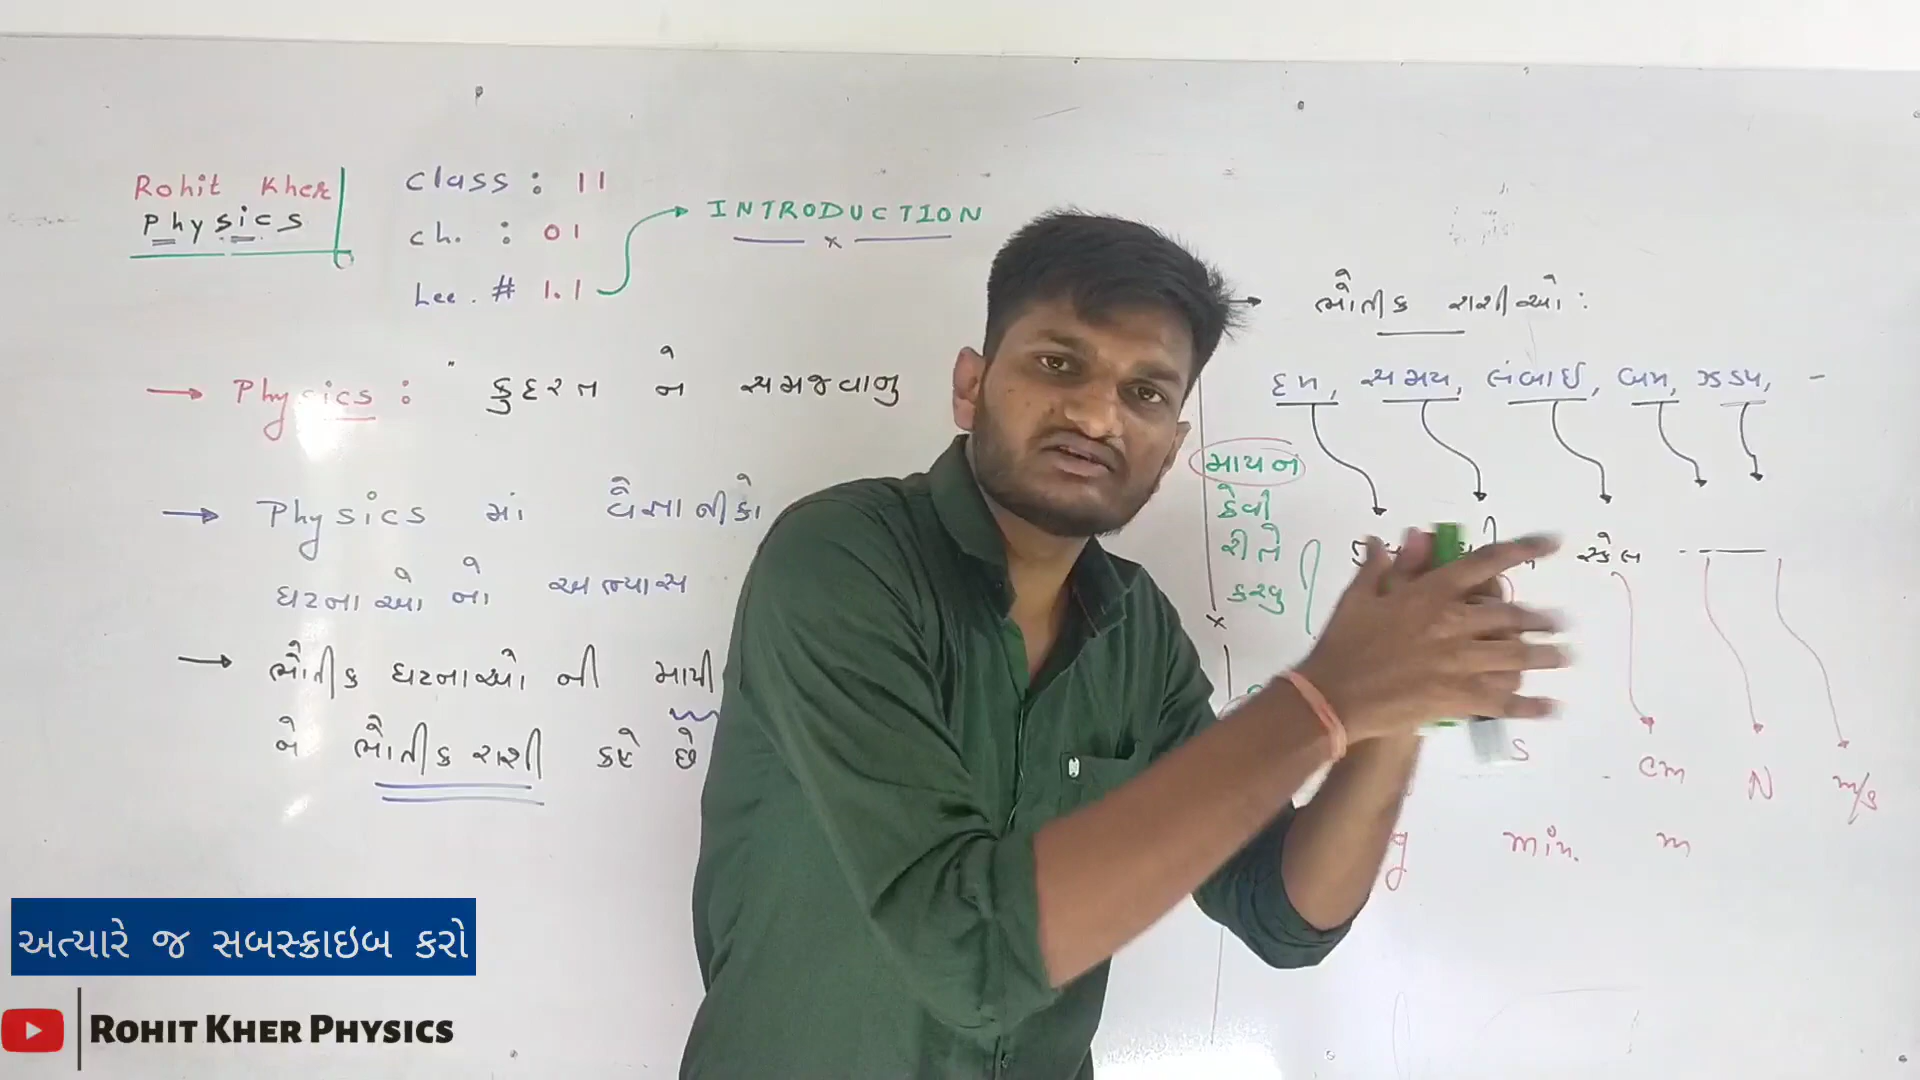 Rohit Kher
Physics
Class : 11
ch. : 01
Lec. # 1.1
INTRODUCTION
Physics : " કુદરત ને સમજવાનુ
Physics માં વૈજ્ઞાનીકો
ઘટનાઓ નો અભ્યાસ
ભૌતીક ઘટનાઓ ની માપી
ને ભૌતીક રાશી કહે છે
ભૌતીક રાશીઓ :
દળ, સમય, લંબાઈ, બળ, ઝડપ, -
માપન
કેવી
રીતે
કરવુ
સ્કેલ
S cm N m/s
g min. m
અત્યારે જ સબસ્ક્રાઇબ કરો
ROHIT KHER PHYSICS